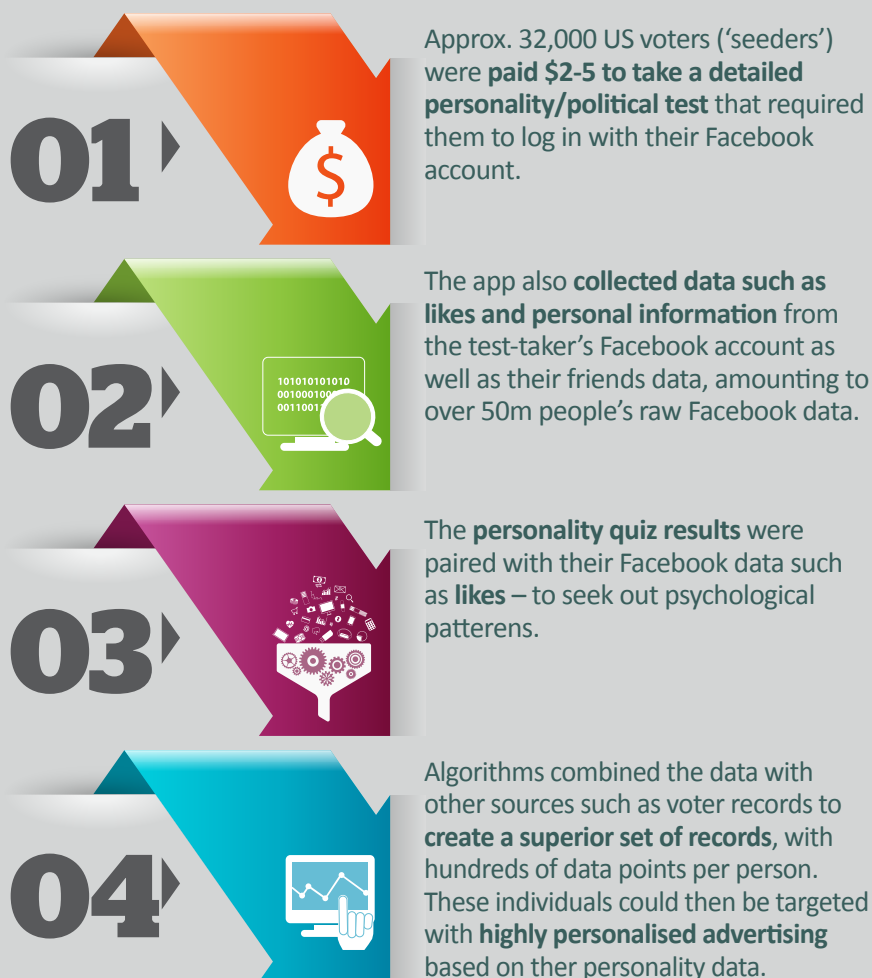 01
Approx. 32,000 US voters (‘seeders’)
were paid $2-5 to take a detailed
personality/political test that required
them to log in with their Facebook
account.
$
02
The app also collected data such as
likes and personal information from
the test-taker’s Facebook account as
well as their friends data, amounting to
over 50m people’s raw Facebook data.
101010101010
001000100
001100
03
The personality quiz results were
paired with their Facebook data such
as likes – to seek out psychological
patterens.
04
Algorithms combined the data with
other sources such as voter records to
create a superior set of records, with
hundreds of data points per person.
These individuals could then be targeted
with highly personalised advertising
based on ther personality data.